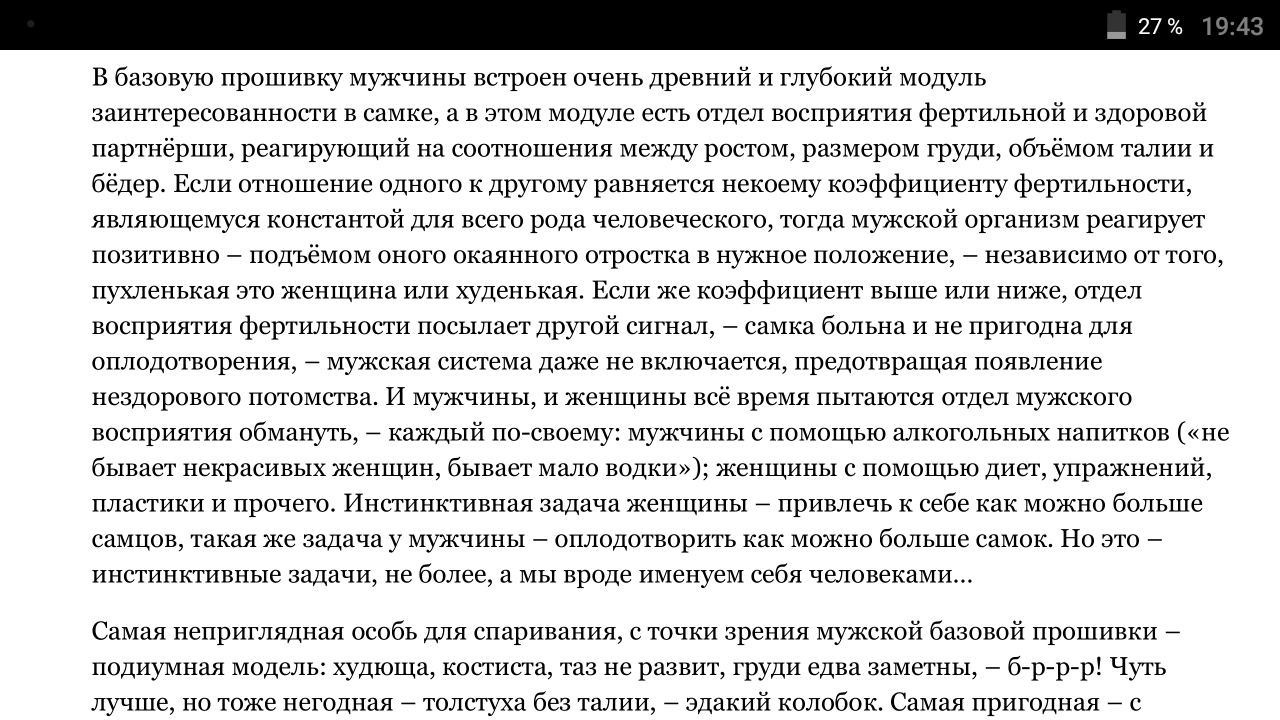 27 % 19:43
В базовую прошивку мужчины встроен очень древний и глубокий модуль
заинтересованности в самке, а в этом модуле есть отдел восприятия фертильной и здоровой
партнёрши, реагирующий на соотношения между ростом, размером груди, объёмом талии и
бёдер. Если отношение одного к другому равняется некоему коэффициенту фертильности,
являющемуся константой для всего рода человеческого, тогда мужской организм реагирует
позитивно – подъёмом оного окаянного отростка в нужное положение, – независимо от того,
пухленькая это женщина или худенькая. Если же коэффициент выше или ниже, отдел
восприятия фертильности посылает другой сигнал, – самка больна и не пригодна для
оплодотворения, – мужская система даже не включается, предотвращая появление
нездорового потомства. И мужчины, и женщины всё время пытаются отдел мужского
восприятия обмануть, – каждый по-своему: мужчины с помощью алкогольных напитков («не
бывает некрасивых женщин, бывает мало водки»); женщины с помощью диет, упражнений,
пластики и прочего. Инстинктивная задача женщины – привлечь к себе как можно больше
самцов, такая же задача у мужчины – оплодотворить как можно больше самок. Но это –
инстинктивные задачи, не более, а мы вроде именуем себя человеками...
Самая неприглядная особь для спаривания, с точки зрения мужской базовой прошивки –
подиумная модель: худюща, костиста, таз не развит, груди едва заметны, – б-р-р-р! Чуть
лучше, но тоже негодная – толстуха без талии, – эдакий колобок. Самая пригодная – с